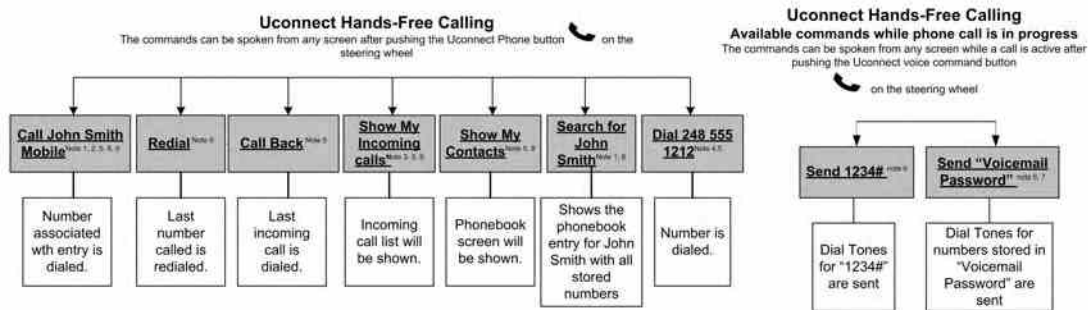 Uconnect Hands-Free Calling
The commands can be spoken from any screen after pushing the Uconnect Phone button on the
steering wheel
Call John Smith
Mobile
Redial
Call Back
Show My
Incoming
calls"
Show My
Contacts
Search for
John
Smith
Dial 248 555
1212
Number
associated
wth entry is
dialed.
Last
number
called is
redialed.
Last
incoming
call is
dialed.
Incoming
call list will
be shown.
Phonebook
screen will
be shown.
Shows the
phonebook
entry for John
Smith with all
stored
numbers
Number is
dialed.
Uconnect Hands-Free Calling
Available commands while phone call is in progress
The commands can be spoken from any screen while a call is active after
pushing the Uconnect voice command button
on the steering wheel
Send 1234#
Send “Voicemail
Password”
Dial Tones
for “1234#”
are sent
Dial Tones for
numbers stored in
“Voicemail
Password” are
sent